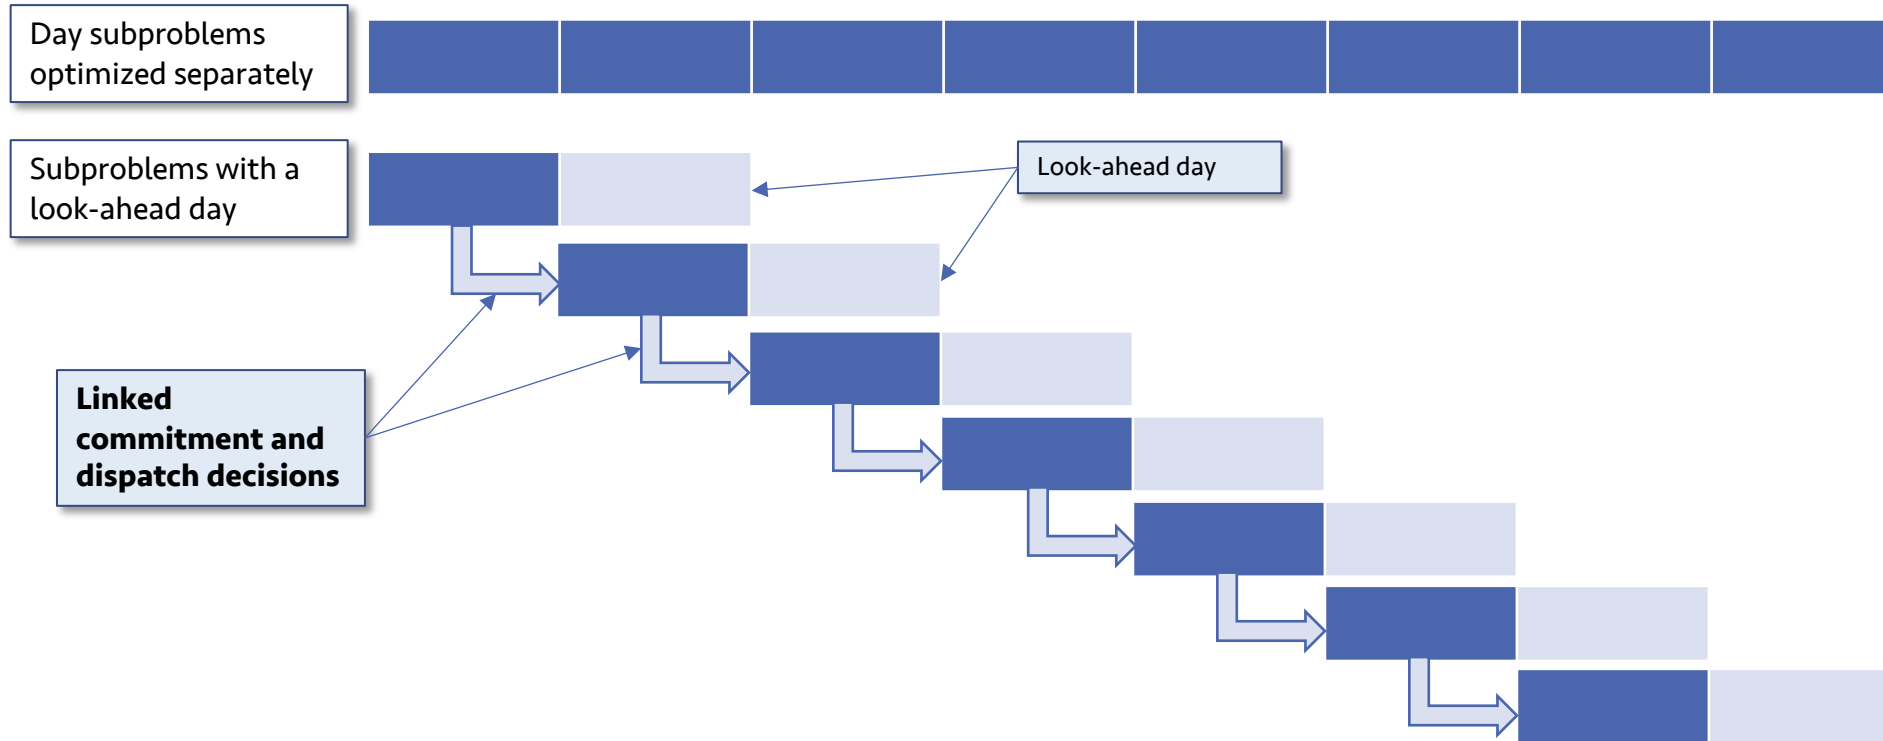 Day subproblems
optimized separately
Subproblems with a
look-ahead day
Look-ahead day
Linked
commitment and
dispatch decisions